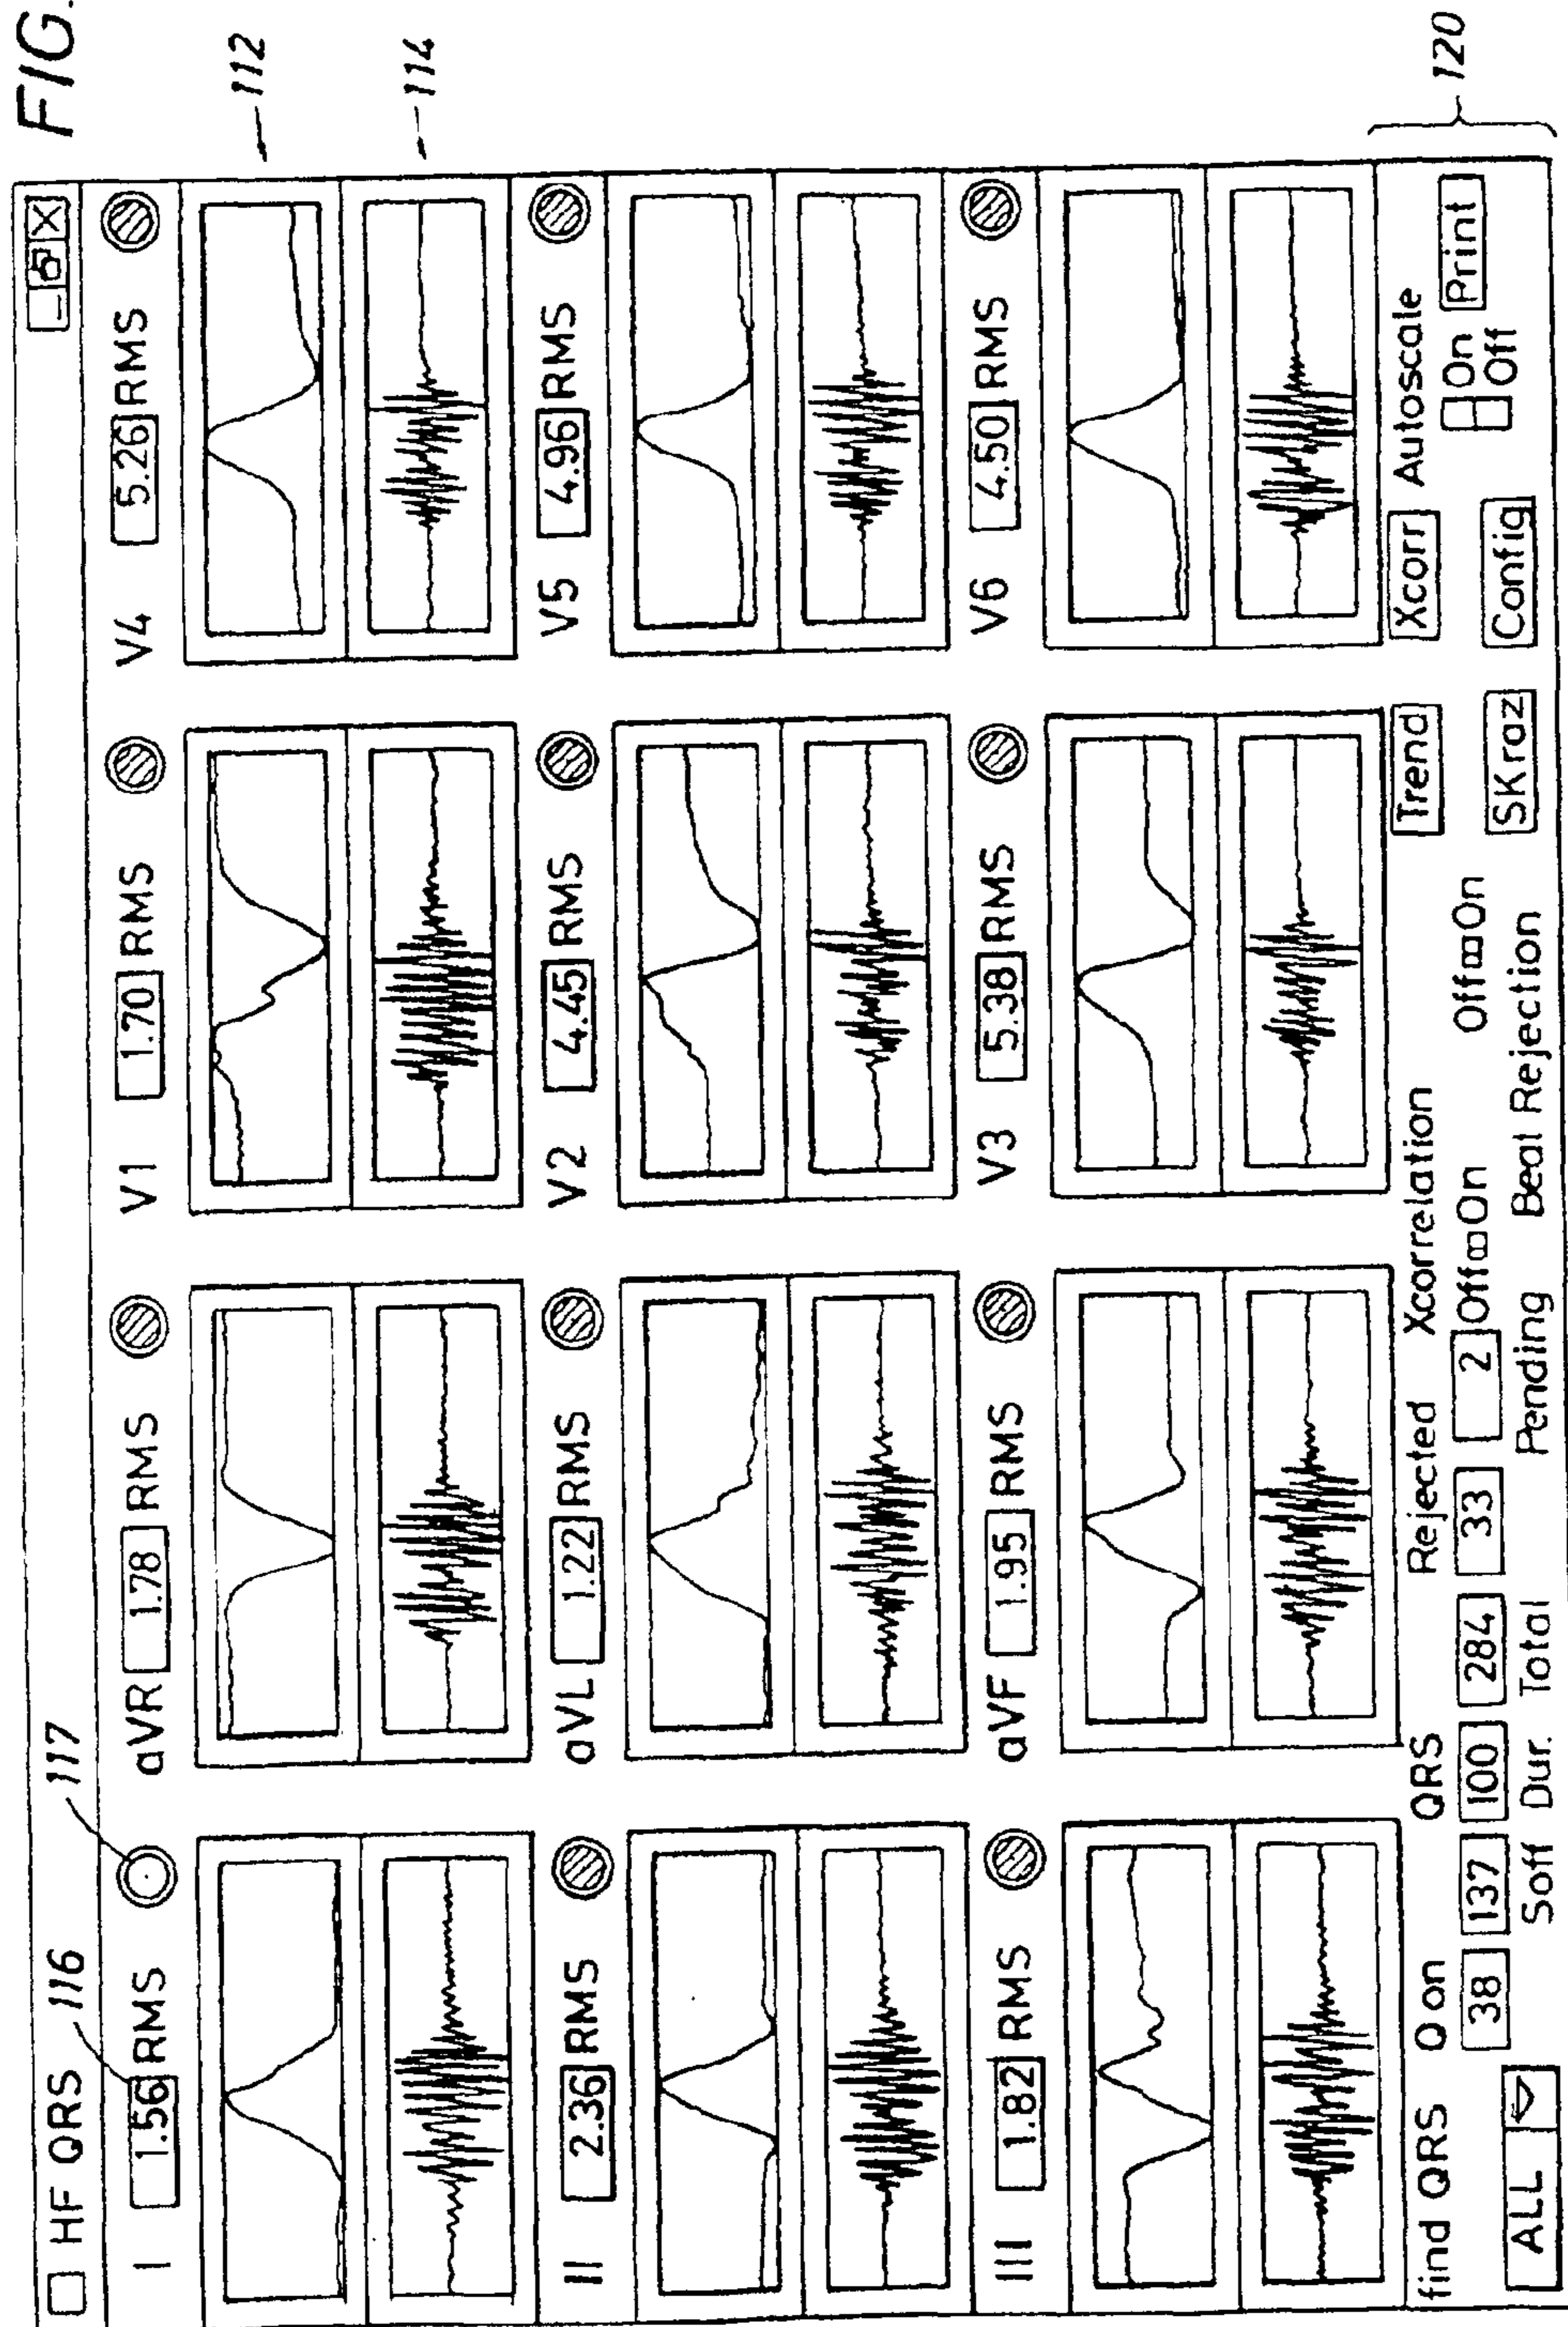 FIG.
HF QRS
116
117
I 1.56 RMS
aVR 1.78 RMS
V1 1.70 RMS
V4 5.26 RMS
112
114
II 2.36 RMS
aVL 1.22 RMS
V2 4.45 RMS
V5 4.96 RMS
III 1.82 RMS
aVF 1.95 RMS
V3 5.38 RMS
V6 4.50 RMS
find QRS Q on QRS Rejected Xcorrelation Trend Xcorr Autoscale
ALL 38 137 100 284 33 2 Off On Off On On Print
Off
Soff Dur. Total Pending Beat Rejection SKraz Config
120